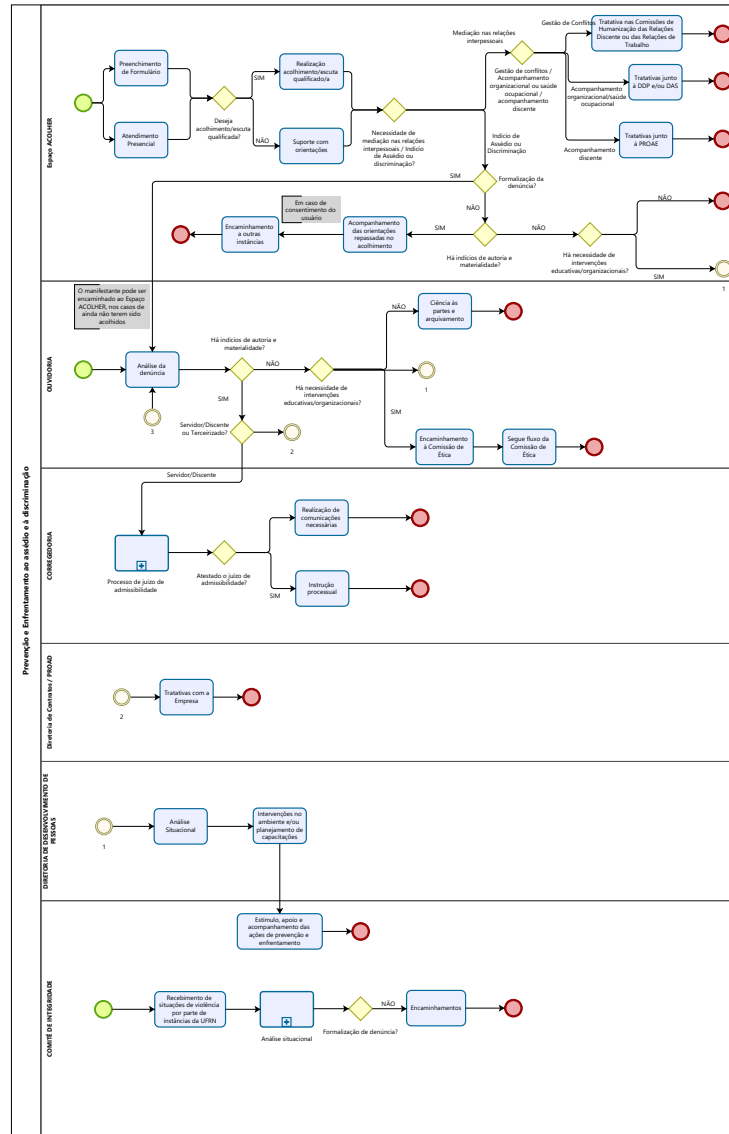 Prevenção e Enfrentamento ao assédio e à discriminação
Espaço ACOLHER
Preenchimento
de Formulário
Atendimento
Presencial
Deseja
acolhimento/escuta
qualificada?
SIM
NÃO
Realização
acolhimento/escuta
qualificado/a
Suporte com
orientações
Necessidade de
mediação nas relações
interpessoais / Indício
de Assédio ou
discriminação?
Mediação nas relações
interpessoais
Gestão de Conflitos
Gestão de conflitos /
Acompanhamento
organizacional ou saúde
ocupacional /
acompanhamento
discente
Tratativa nas Comissões de
Humanização das Relações
Discente ou das Relações de
Trabalho
Acompanhamento
organizacional/saúde
ocupacional
Tratativas junto
à DDP e/ou DAS
Acompanhamento
discente
Tratativas junto
à PROAE
Indício de
Assédio ou
Discriminação
SIM
Formalização da
denúncia?
NÃO
Em caso de
consentimento do
usuário
Encaminhamento
a outras
instâncias
Acompanhamento
das orientações
repassadas no
acolhimento
SIM
Há indícios de autoria e
materialidade?
NÃO
Há necessidade de
intervenções
educativas/organizacionais?
NÃO
SIM
1
OUVIDORIA
O manifestante pode ser
encaminhado ao Espaço
ACOLHER, nos casos de
ainda não terem sido
acolhidos
Análise da
denúncia
3
Há indícios de autoria e
materialidade?
NÃO
SIM
Há necessidade de
intervenções
educativas/organizacionais?
NÃO
Ciência às
partes e
arquivamento
1
SIM
Encaminhamento
à Comissão de
Ética
Segue fluxo da
Comissão de
Ética
Servidor/Discente
ou Terceirizado?
2
Servidor/Discente
CORREGEDORIA
Processo de juízo de
admissibilidade
Atestado o juízo de
admissibilidade?
NÃO
Realização de
comunicações
necessárias
SIM
Instrução
processual
Diretoria de Contratos / PROAD
2
Tratativas com a
Empresa
DIRETORIA DE DESENVOLVIMENTO DE
PESSOAS
1
Análise
Situacional
Intervenções no
ambiente e/ou
planejamento de
capacitações
COMITÊ DE INTEGRIDADE
Estímulo, apoio e
acompanhamento das
ações de prevenção e
enfrentamento
Recebimento de
situações de violência
por parte de
instâncias da UFRN
Análise situacional
Formalização de denúncia?
NÃO
Encaminhamentos